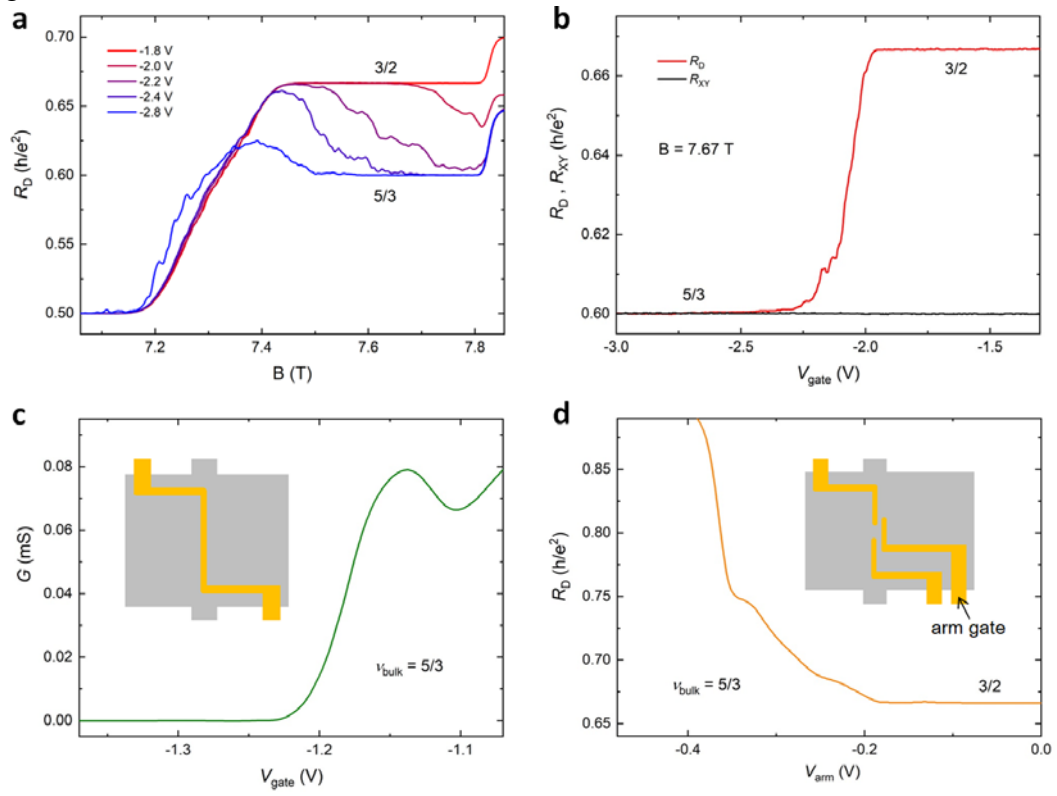 a
0.70
0.65
0.60
0.55
0.50
R_D (h/e²)
-1.8 V
-2.0 V
-2.2 V
-2.4 V
-2.8 V
3/2
5/3
7.2
7.4
7.6
7.8
B (T)
b
0.66
0.64
0.62
0.60
R_D , R_XY (h/e²)
R_D
R_XY
3/2
B = 7.67 T
5/3
-3.0
-2.5
-2.0
-1.5
V_gate (V)
c
0.08
0.06
0.04
0.02
0.00
G (mS)
ν_bulk = 5/3
-1.3
-1.2
-1.1
V_gate (V)
d
0.85
0.80
0.75
0.70
0.65
R_D (h/e²)
arm gate
ν_bulk = 5/3
3/2
-0.4
-0.2
0.0
V_arm (V)